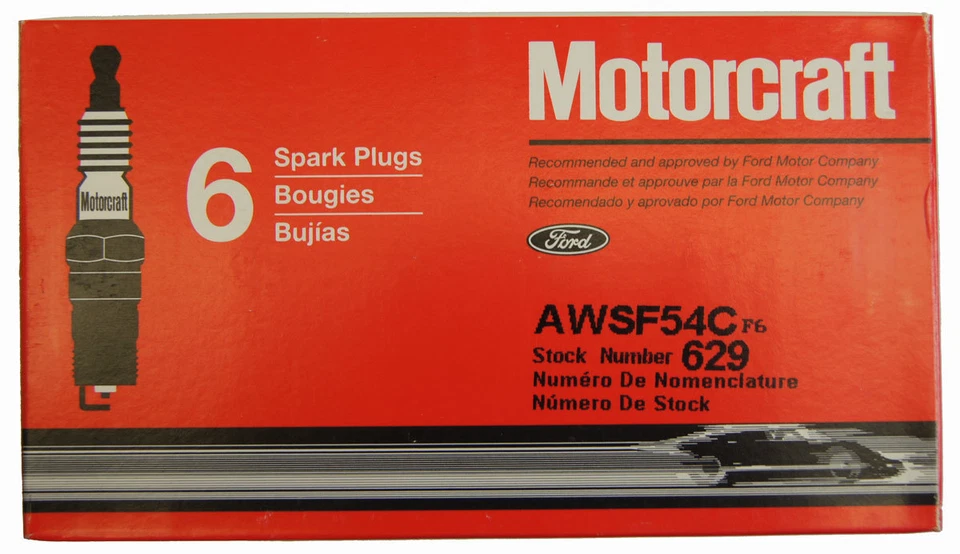 Motorcraft
6
Spark Plugs
Bougies
Bujías
Motorcraft
Recommended and approved by Ford Motor Company
Recommande et approuve par la Ford Motor Company
Recomendado y aprovado por Ford Motor Company
Ford
AWSF54C F6
Stock Number 629
Numéro De Nomenclature
Número De Stock